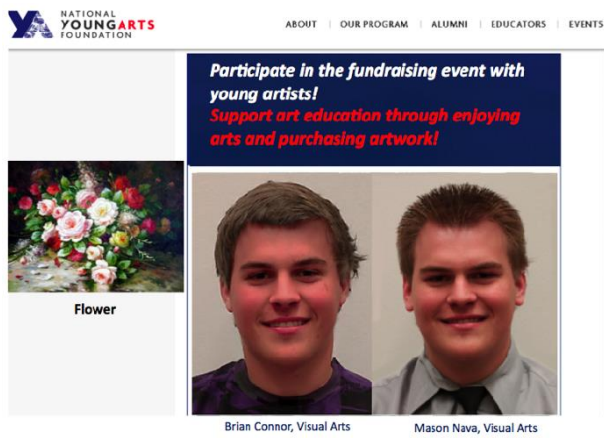 NATIONAL
YOUNGARTS
FOUNDATION
ABOUT | OUR PROGRAM | ALUMNI | EDUCATORS | EVENTS
Participate in the fundraising event with
young artists!
Support art education through enjoying
arts and purchasing artwork!
Flower
Brian Connor, Visual Arts
Mason Nava, Visual Arts